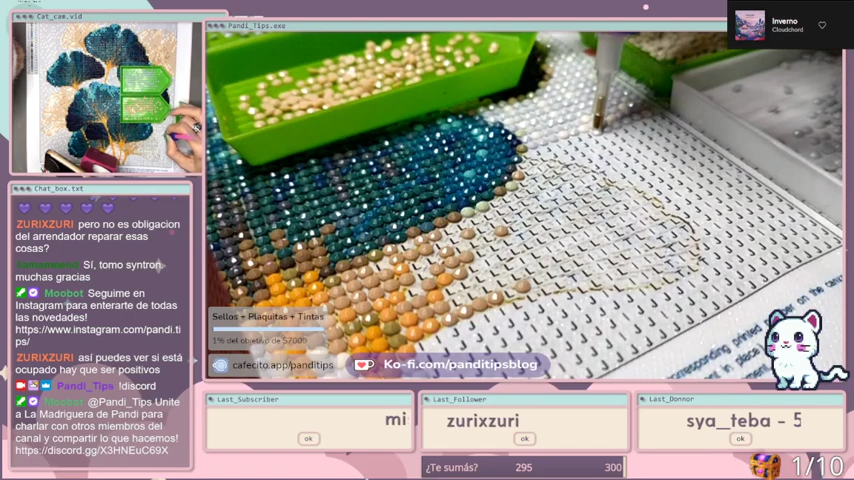 Cat_cam.vid
Pandi_Tips.exe
Inverno
Cloudchord
Chat_box.txt
ZURIXZURI pero no es obligacion
del arrendador reparar esas
cosas?
Sí, tomo syntron,
muchas gracias
Moobot Seguime en
Instagram para enterarte de todas
las novedades!
https://www.instagram.com/pandi.ti
ps/
ZURIXZURI así puedes ver si está
ocupado hay que ser positivos
Pandi_Tips !discord
Moobot @Pandi_Tips Unite
a La Madriguera de Pandi para
charlar con otros miembros del
canal y compartir lo que hacemos!
https://discord.gg/X3HNEuC69X
Sellos + Plaquitas + Tintas
1% del objetivo de $7000
cafecito.app/panditips
Ko-fi.com/panditipsblog
Last_Subscriber
mi
ok
Last_Follower
zurixzuri
ok
Last_Donnor
sya_teba - 5
ok
¿Te sumás? 295 300
1/10